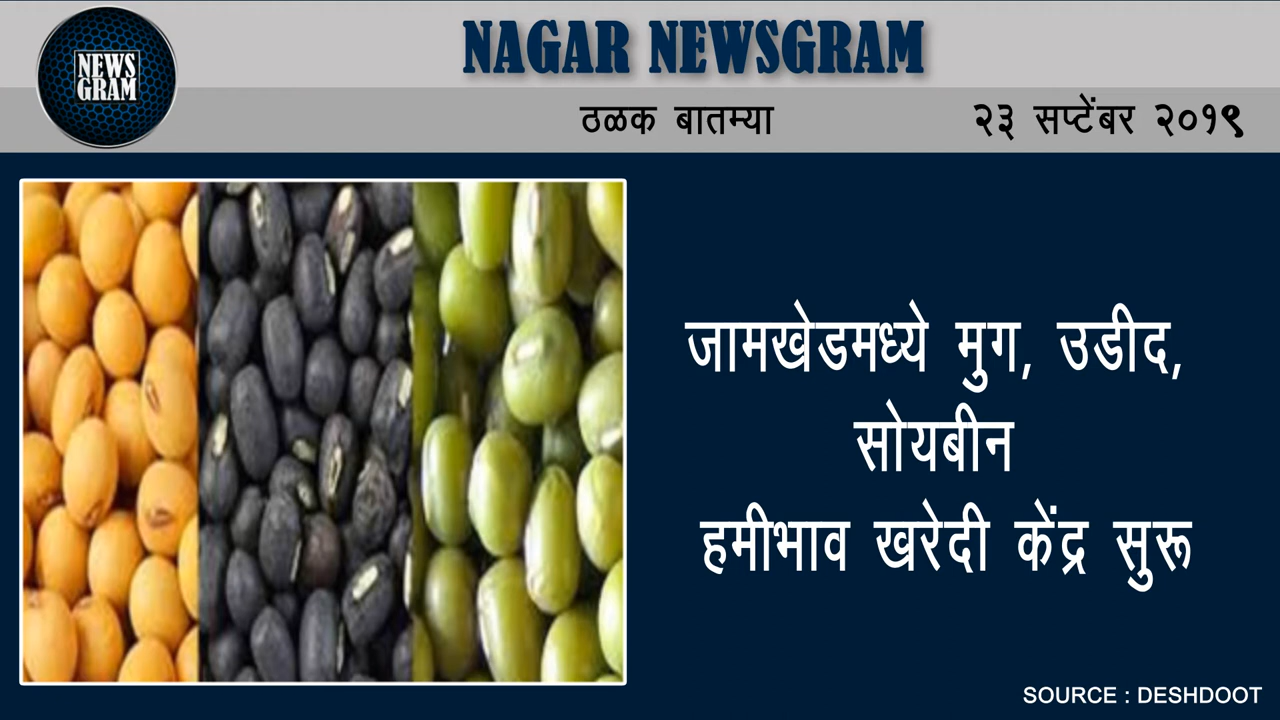 NEWS
GRAM
NAGAR NEWSGRAM
ठळक बातम्या
२३ सप्टेंबर २०१९
जामखेडमध्ये मुग, उडीद,
सोयबीन
हमीभाव खरेदी केंद्र सुरू
SOURCE : DESHDOOT